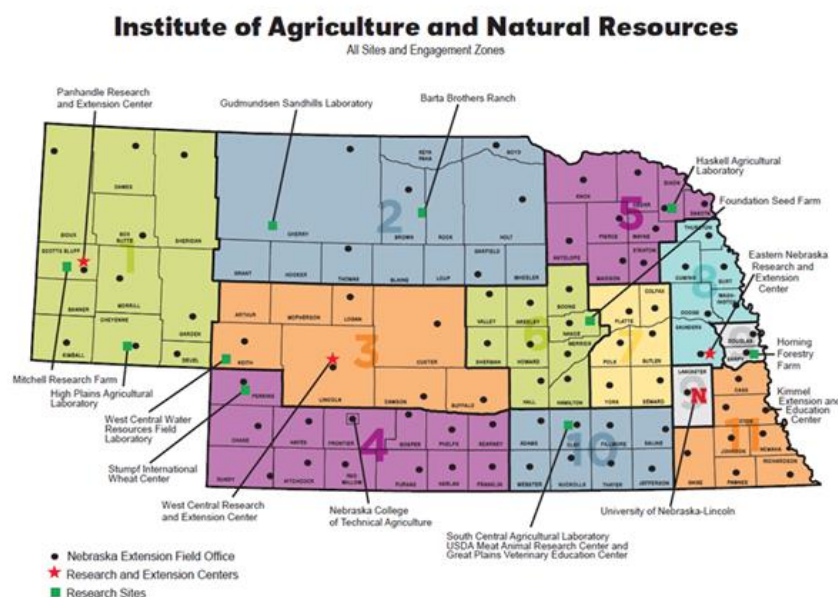 Institute of Agriculture and Natural Resources
All Sites and Engagement Zones
Panhandle Research
and Extension Center
Gudmundsen Sandhills Laboratory
Barta Brothers Ranch
Haskell Agricultural
Laboratory
Foundation Seed Farm
Eastern Nebraska
Research and
Extension
Center
Horning
Forestry
Farm
Kimmel
Extension and
Education
Center
Mitchell Research Farm
High Plains Agricultural
Laboratory
West Central Water
Resources Field
Laboratory
Stumpf International
Wheat Center
West Central Research
and Extension Center
Nebraska College
of Technical Agriculture
South Central Agricultural Laboratory
USDA Meat Animal Research Center and
Great Plains Veterinary Education Center
University of Nebraska-Lincoln
SIOUX
DAWES
BOX
BUTTE
SHERIDAN
SCOTTS BLUFF
BANNER
MORRILL
GARDEN
KIMBALL
CHEYENNE
DEUEL
1
CHERRY
KEYA
PAHA
BOYD
BROWN
ROCK
HOLT
GRANT
HOOKER
THOMAS
BLAINE
LOUP
GARFIELD
WHEELER
2
ARTHUR
MCPHERSON
LOGAN
CUSTER
KEITH
LINCOLN
DAWSON
BUFFALO
3
PERKINS
CHASE
HAYES
FRONTIER
GOSPER
PHELPS
KEARNEY
DUNDY
HITCHCOCK
RED
WILLOW
FURNAS
HARLAN
FRANKLIN
4
KNOX
CEDAR
DIXON
DAKOTA
PIERCE
WAYNE
ANTELOPE
MADISON
STANTON
5
VALLEY
GREELEY
BOONE
NANCE
MERRICK
SHERMAN
HOWARD
HALL
HAMILTON
6
PLATTE
COLFAX
POLK
BUTLER
YORK
SEWARD
7
THURSTON
CUMING
BURT
DODGE
WASH-
INGTON
SAUNDERS
8
DOUGLAS
SARPY
9
LANCASTER
9
N
ADAMS
CLAY
FILLMORE
SALINE
WEBSTER
NUCKOLLS
THAYER
JEFFERSON
10
CASS
OTOE
JOHNSON
NEMAHA
GAGE
PAWNEE
RICHARDSON
11
Nebraska Extension Field Office
Research and Extension Centers
Research Sites